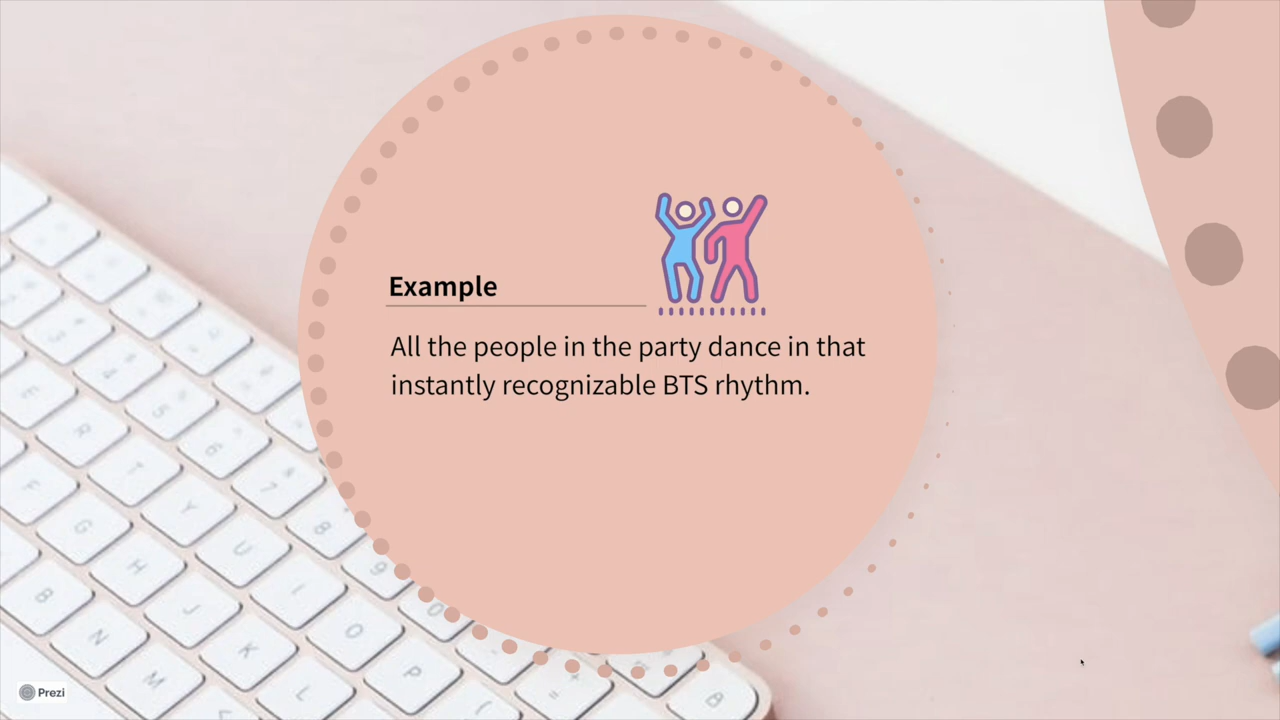 Example
All the people in the party dance in that
instantly recognizable BTS rhythm.
Prezi